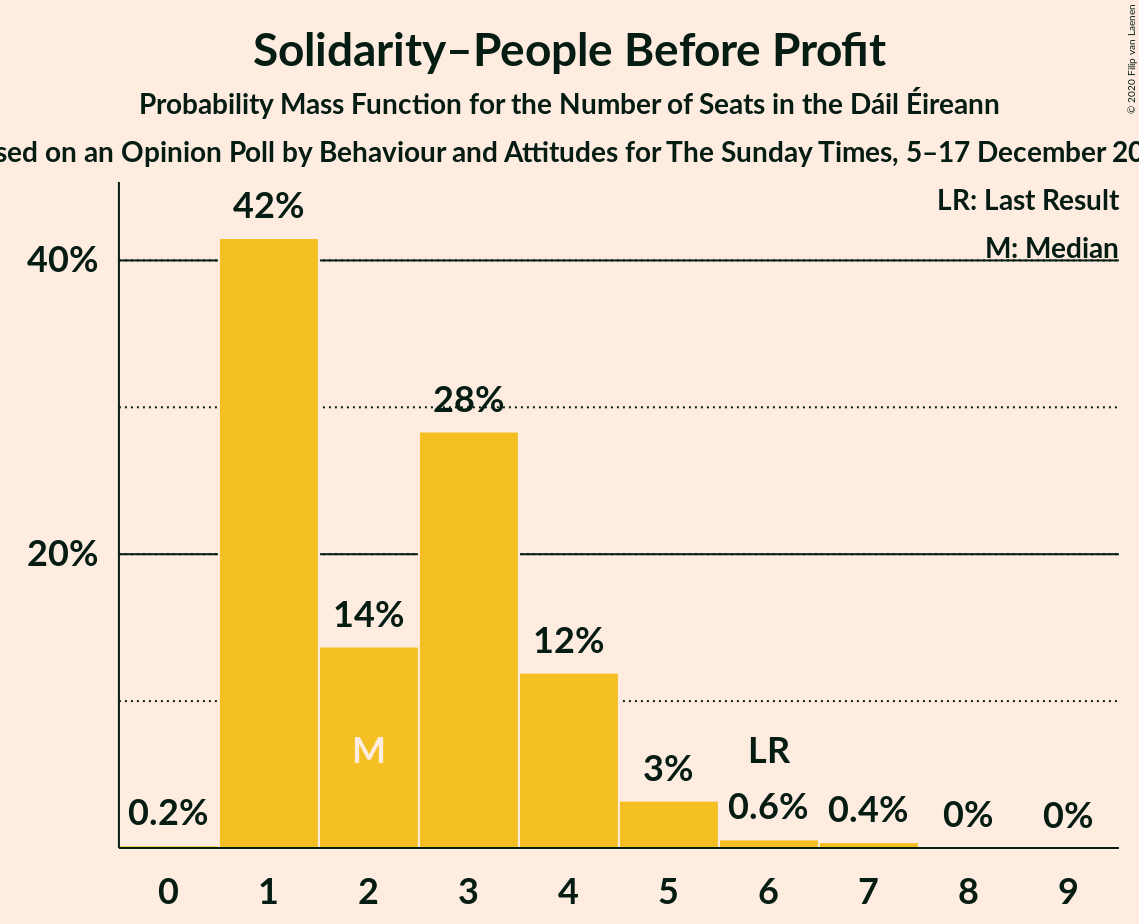 Solidarity–People Before Profit
Probability Mass Function for the Number of Seats in the Dáil Éireann
on an Opinion Poll by Behaviour and Attitudes for The Sunday Times, 5–17 December
© 2020 Filip van Laenen
LR: Last Result
M: Median
42%
40%
28%
20%
14%
12%
M
LR
3%
0.2%
0.6%
0.4%
0%
0%
0 1 2 3 4 5 6 7 8 9